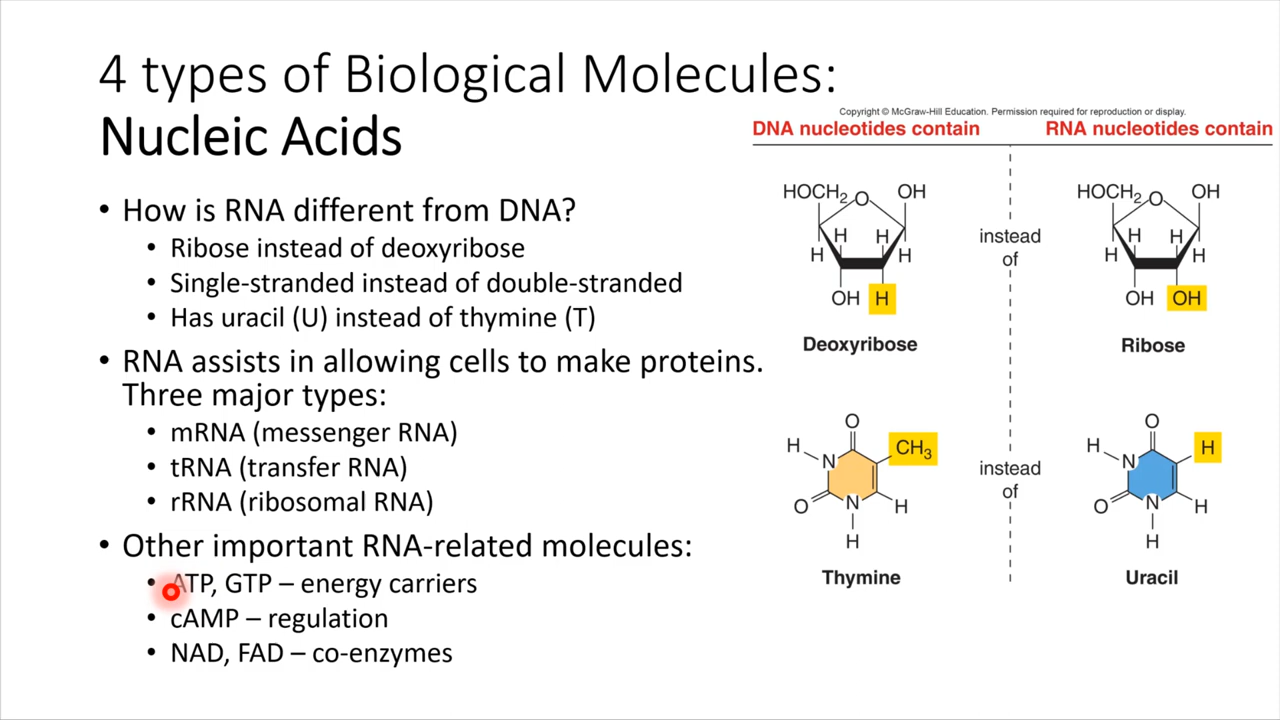 4 types of Biological Molecules:
Nucleic Acids
• How is RNA different from DNA?
• Ribose instead of deoxyribose
• Single-stranded instead of double-stranded
• Has uracil (U) instead of thymine (T)
• RNA assists in allowing cells to make proteins.
Three major types:
• mRNA (messenger RNA)
• tRNA (transfer RNA)
• rRNA (ribosomal RNA)
• Other important RNA-related molecules:
• ATP, GTP – energy carriers
• cAMP – regulation
• NAD, FAD – co-enzymes
Copyright © McGraw-Hill Education. Permission required for reproduction or display.
DNA nucleotides contain
RNA nucleotides contain
HOCH₂ O OH
H H
H H
OH H
Deoxyribose
instead
of
HOCH₂ O OH
H H
H H
OH OH
Ribose
O
H CH₃
N
O N H
H
Thymine
instead
of
O
H H
N
O N H
H
Uracil